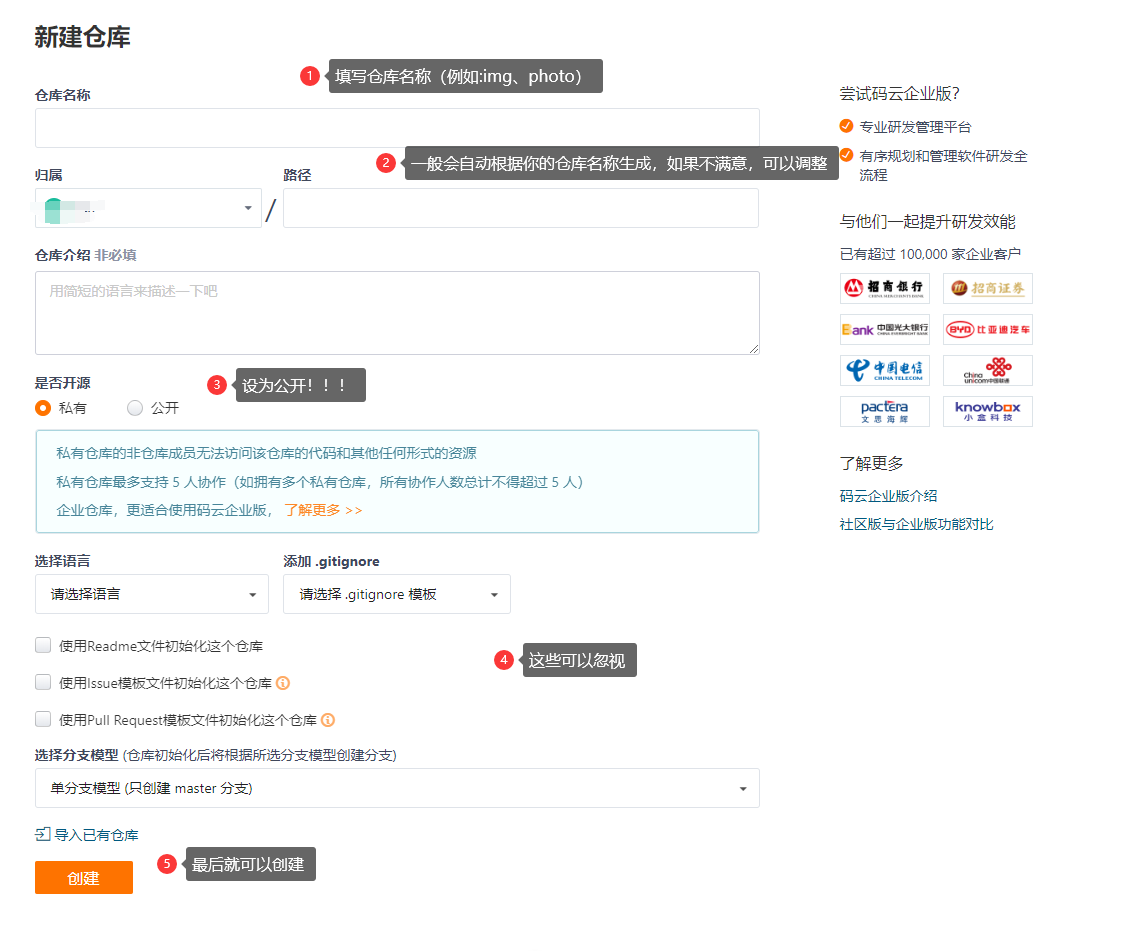 新建仓库
1 填写仓库名称（例如:img、photo）
仓库名称
2 一般会自动根据你的仓库名称生成，如果不满意，可以调整
归属
路径
/
仓库介绍 非必填
用简短的语言来描述一下吧
是否开源
3 设为公开！！！
私有
公开
私有仓库的非仓库成员无法访问该仓库的代码和其他任何形式的资源
私有仓库最多支持 5 人协作（如拥有多个私有仓库，所有协作人数总计不得超过 5 人）
企业仓库，更适合使用码云企业版， 了解更多 >>
选择语言
添加 .gitignore
请选择语言
请选择 .gitignore 模板
使用Readme文件初始化这个仓库
4 这些可以忽视
使用Issue模板文件初始化这个仓库
使用Pull Request模板文件初始化这个仓库
选择分支模型 (仓库初始化后将根据所选分支模型创建分支)
单分支模型 (只创建 master 分支)
导入已有仓库
创建
5 最后就可以创建
尝试码云企业版?
专业研发管理平台
有序规划和管理软件研发全
流程
与他们一起提升研发效能
已有超过 100,000 家企业客户
招商银行
CHINA MERCHANTS BANK
招商证券
Bank 中国光大银行
CHINA EVERBRIGHT BANK
BYD 比亚迪汽车
中国电信
CHINA TELECOM
China
unicom中国联通
pactera
文思海辉
knowbox
小盒科技
了解更多
码云企业版介绍
社区版与企业版功能对比